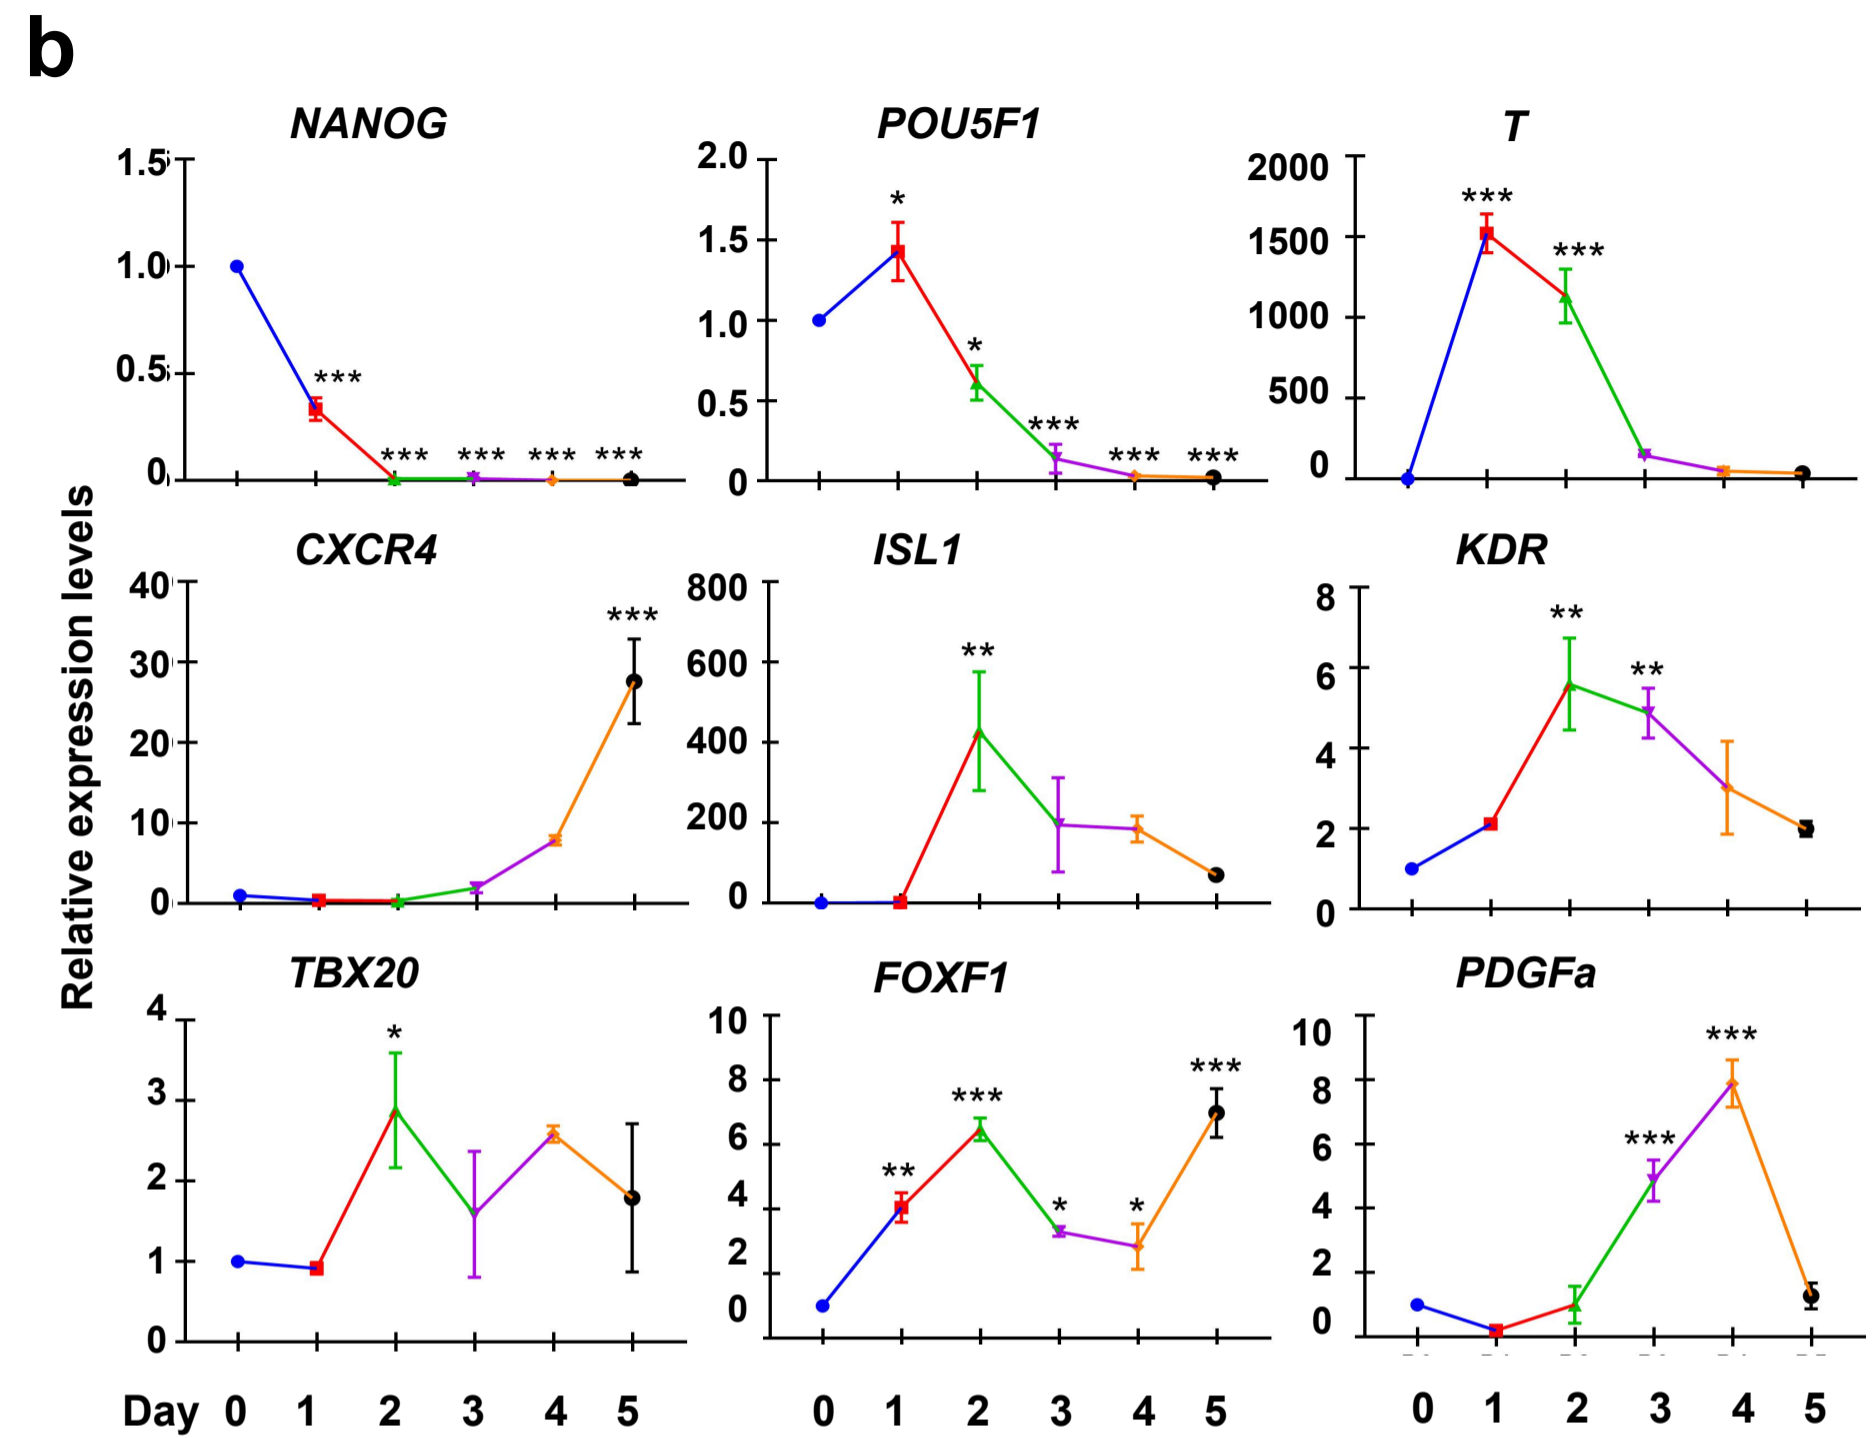 b
NANOG POU5F1 T
1.5 2.0 2000
* ***
1.0 1.5 1500 ***
0.5 *** 1.0 * 1000
0.5 *** 500
0 *** *** *** *** 0 *** *** 0
Relative expression levels
CXCR4 ISL1 KDR
40 *** 800 8 **
30 600 ** 6 **
20 400 4
10 200 2
0 0 0
TBX20 FOXF1 PDGFa
4 * 10 10 ***
3 8 *** *** 8
2 6 ** 6 ***
1 4 * * 4
2 2
0 0 0
Day 0 1 2 3 4 5 0 1 2 3 4 5 0 1 2 3 4 5